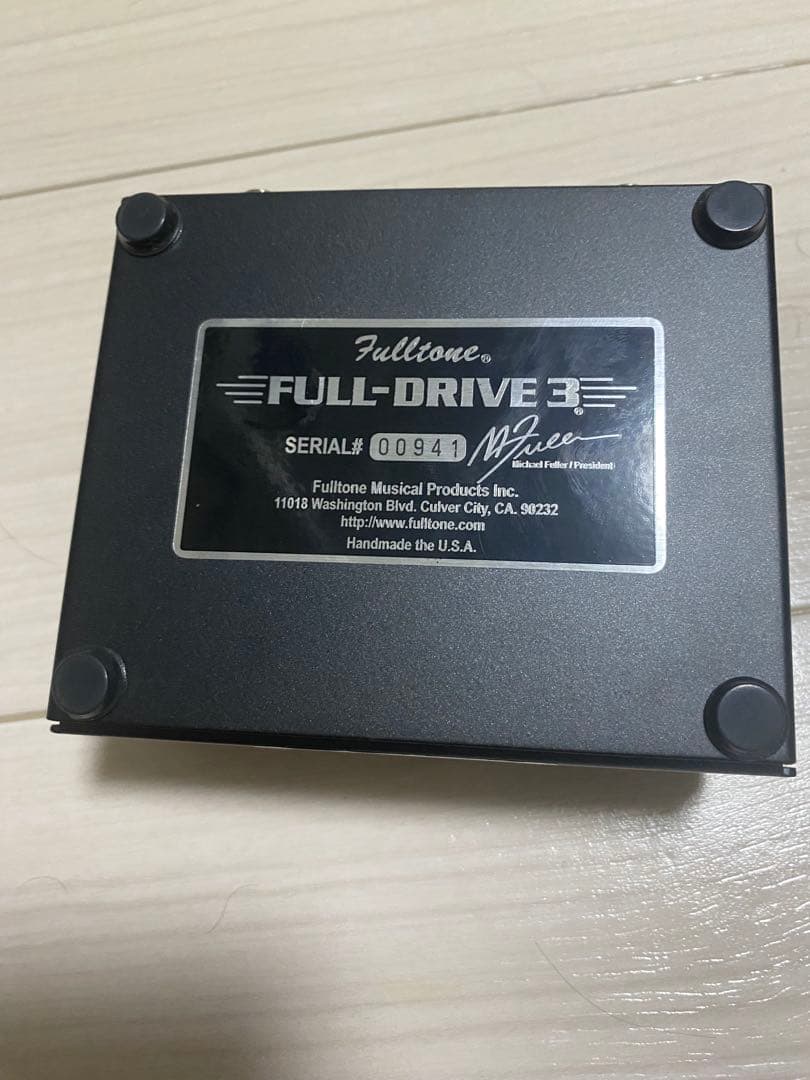 Fulltone®
FULL-DRIVE 3®
SERIAL# 00941 M Fuller
Michael Fuller / President
Fulltone Musical Products Inc.
11018 Washington Blvd. Culver City, CA. 90232
http://www.fulltone.com
Handmade the U.S.A.